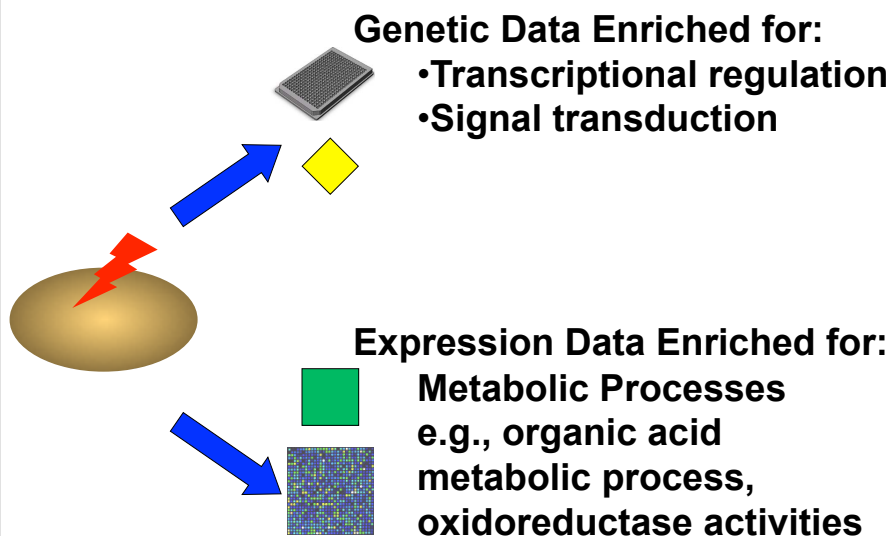 Genetic Data Enriched for:
•Transcriptional regulation
•Signal transduction
Expression Data Enriched for:
Metabolic Processes
e.g., organic acid
metabolic process,
oxidoreductase activities